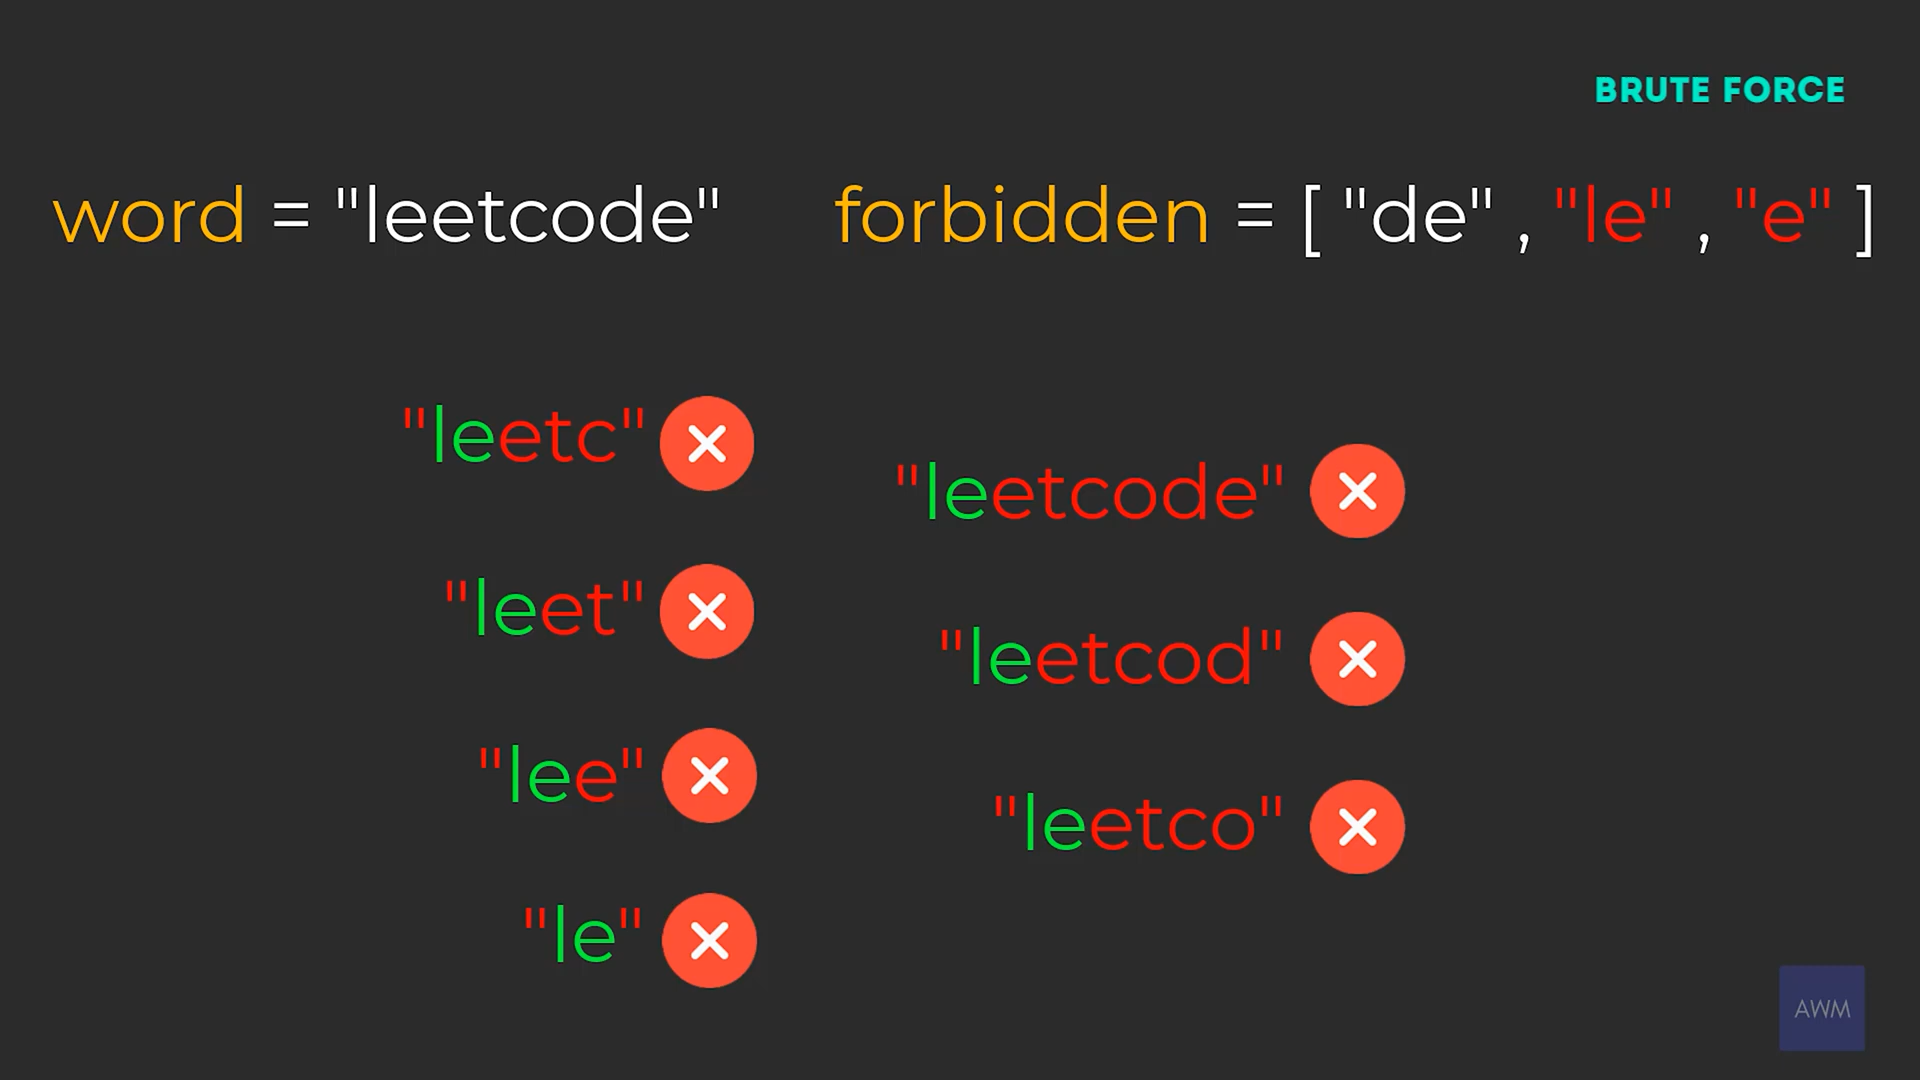 BRUTE FORCE
word = "leetcode" forbidden = [ "de" , "le" , "e" ]
"leetc"
"leet"
"lee"
"le"
"leetcode"
"leetcod"
"leetco"
AWM